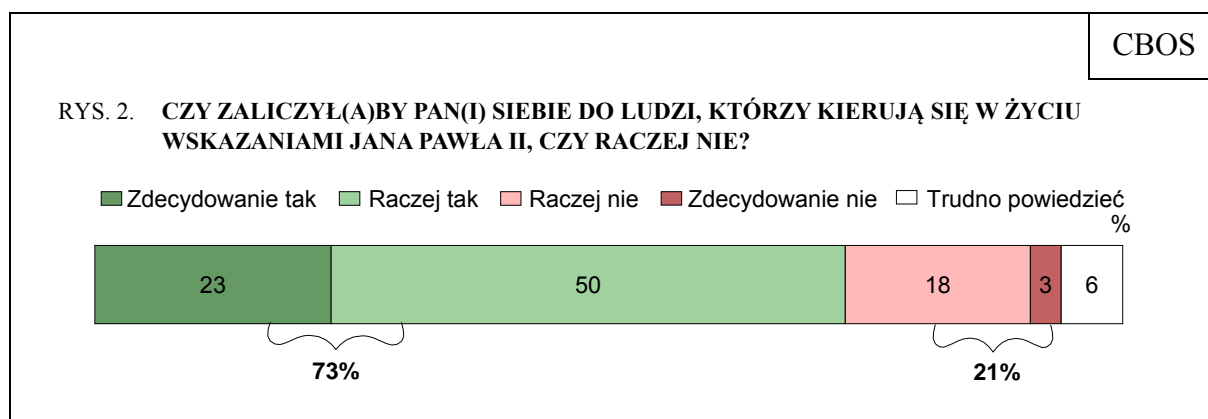 CBOS
RYS. 2. CZY ZALICZYŁ(A)BY PAN(I) SIEBIE DO LUDZI, KTÓRZY KIERUJĄ SIĘ W ŻYCIU
WSKAZANIAMI JANA PAWŁA II, CZY RACZEJ NIE?
Zdecydowanie tak Raczej tak Raczej nie Zdecydowanie nie Trudno powiedzieć
%
23 50 18 3 6
73% 21%